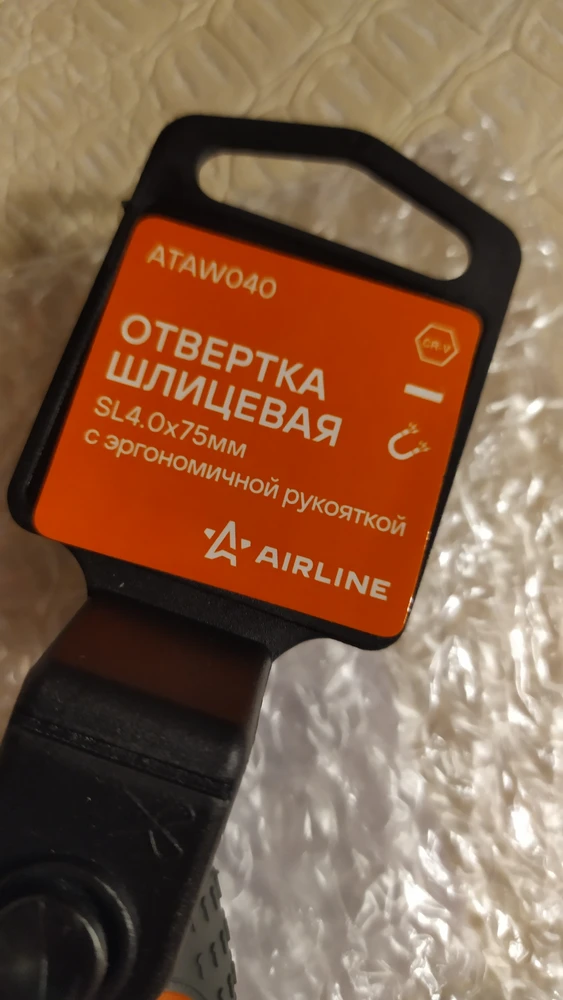 ATAW040
CR-V
ОТВЕРТКА
ШЛИЦЕВАЯ
SL4.0x75мм
с эргономичной рукояткой
AIRLINE